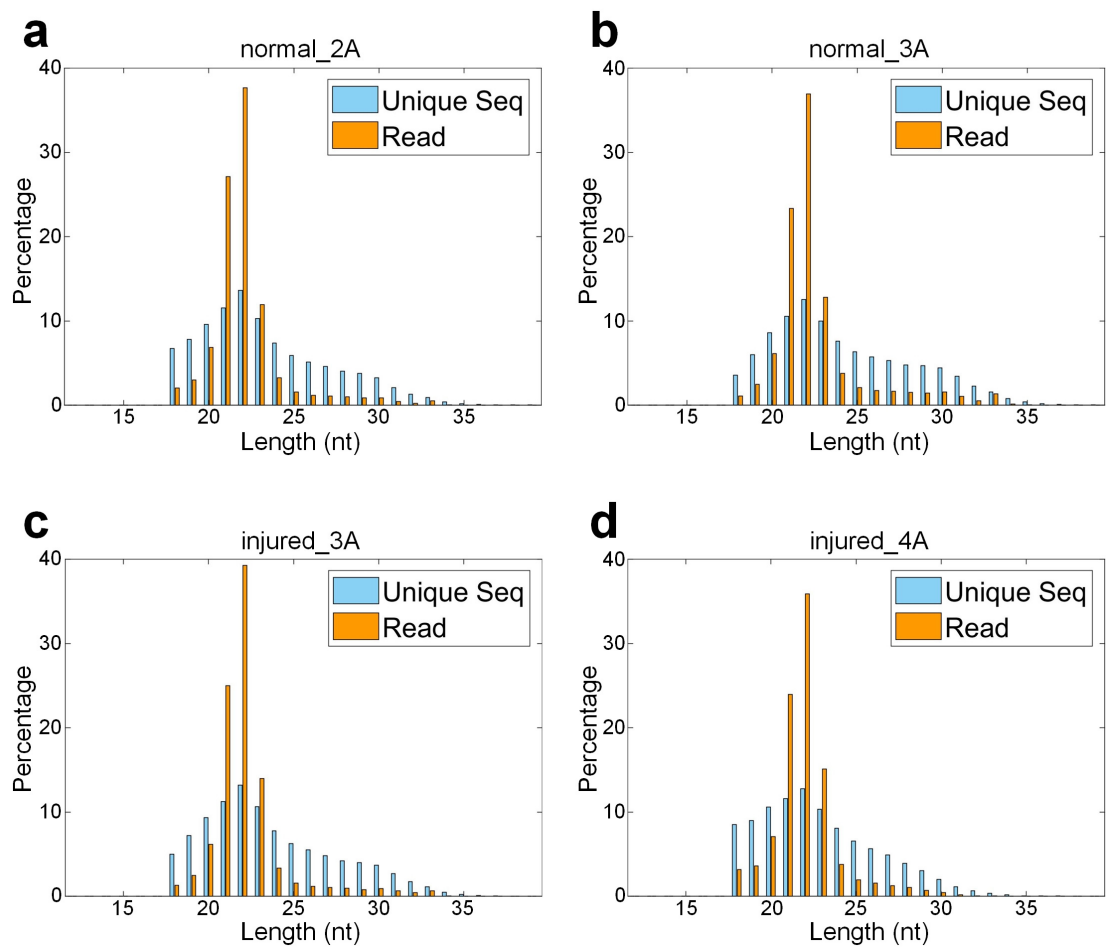 a
normal_2A
40
30
20
10
0
Percentage
Unique Seq
Read
15 20 25 30 35
Length (nt)
b
normal_3A
40
30
20
10
0
Percentage
Unique Seq
Read
15 20 25 30 35
Length (nt)
c
injured_3A
40
30
20
10
0
Percentage
Unique Seq
Read
15 20 25 30 35
Length (nt)
d
injured_4A
40
30
20
10
0
Percentage
Unique Seq
Read
15 20 25 30 35
Length (nt)